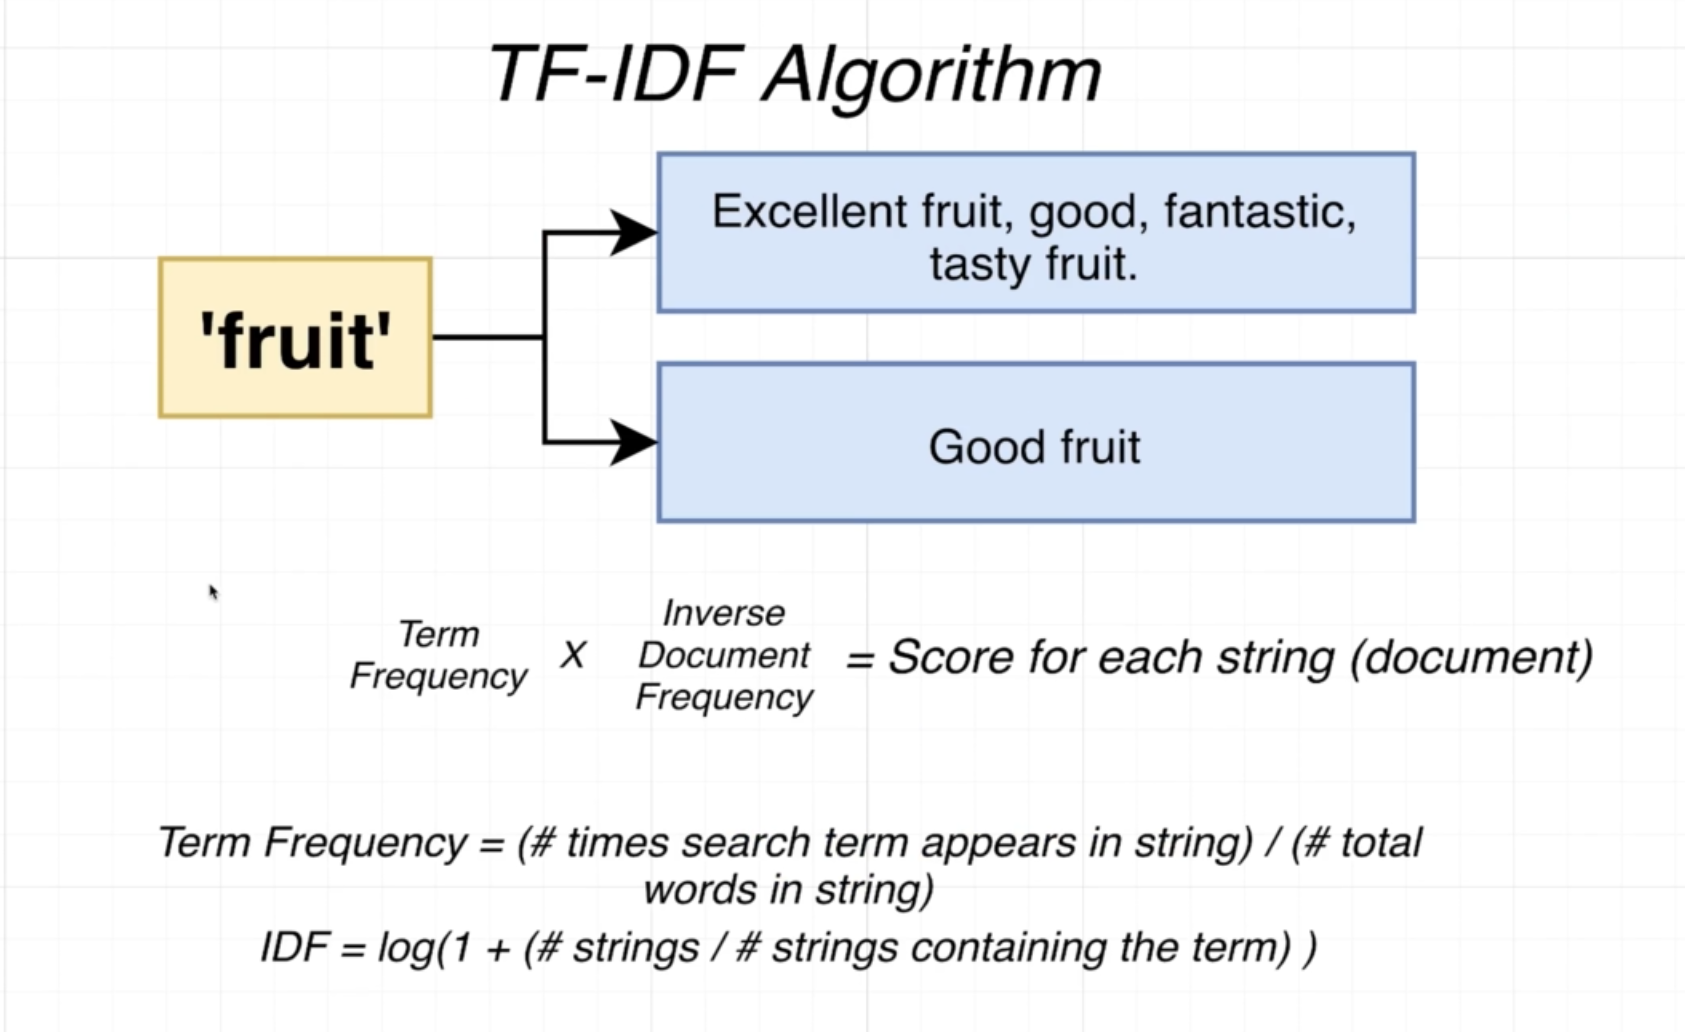 TF-IDF Algorithm
Excellent fruit, good, fantastic,
tasty fruit.
'fruit'
Good fruit
Term
Frequency
X
Inverse
Document
Frequency
= Score for each string (document)
Term Frequency = (# times search term appears in string) / (# total
words in string)
IDF = log(1 + (# strings / # strings containing the term) )